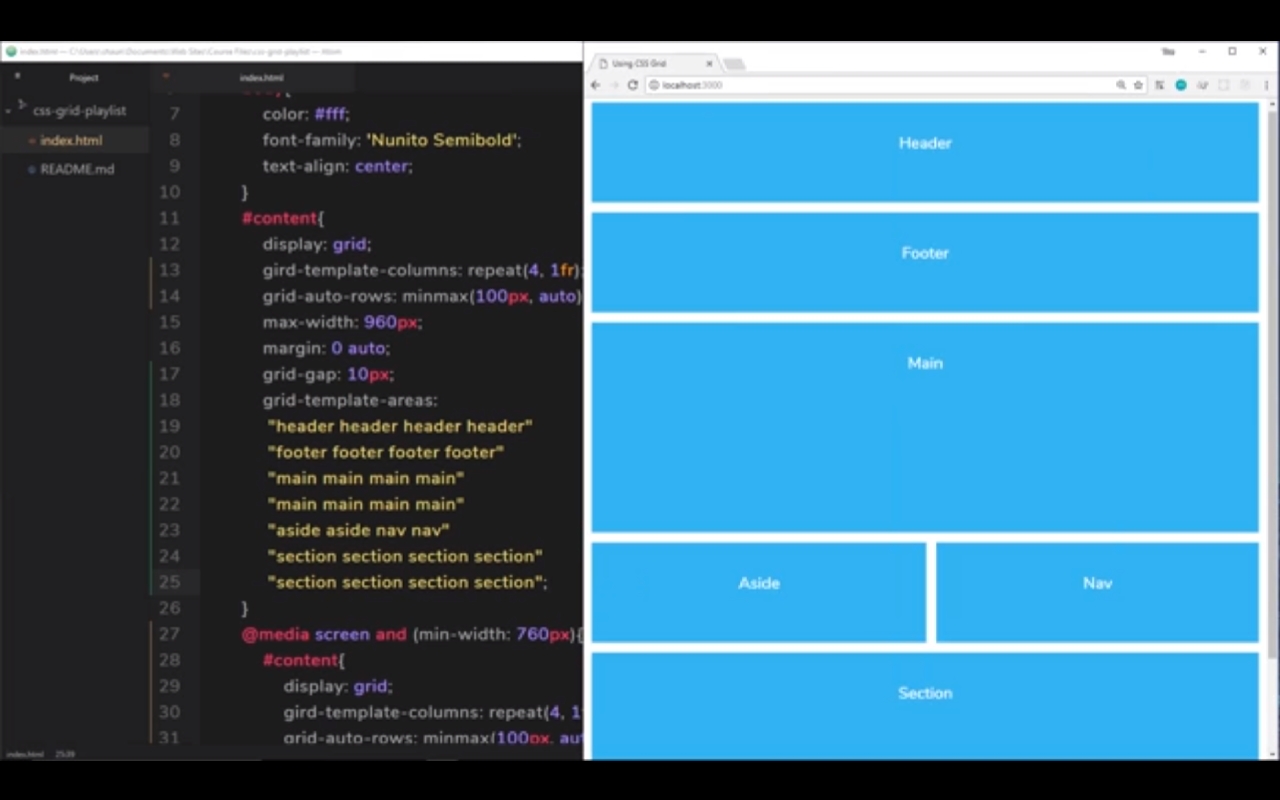 index.html — C:\Users\shaun\Documents\Web Sites\Course Files\css-grid-playlist — Atom
Project
index.html
css-grid-playlist
index.html
README.md
7 color: #fff;
8 font-family: 'Nunito Semibold';
9 text-align: center;
10 }
11 #content{
12 display: grid;
13 gird-template-columns: repeat(4, 1fr);
14 grid-auto-rows: minmax(100px, auto)
15 max-width: 960px;
16 margin: 0 auto;
17 grid-gap: 10px;
18 grid-template-areas:
19 "header header header header"
20 "footer footer footer footer"
21 "main main main main"
22 "main main main main"
23 "aside aside nav nav"
24 "section section section section"
25 "section section section section";
26 }
27 @media screen and (min-width: 760px){
28 #content{
29 display: grid;
30 gird-template-columns: repeat(4, 1
31 grid-auto-rows: minmax(100px, aut
index.html 25:39
Using CSS Grid
localhost:3000
Header
Footer
Main
Aside
Nav
Section